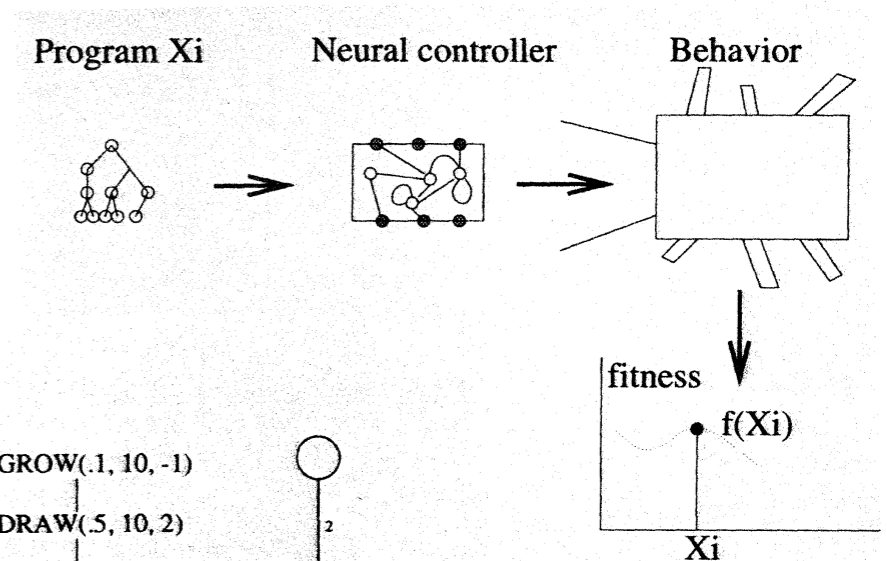 Program Xi
Neural controller
Behavior
fitness
f(Xi)
Xi
GROW(.1, 10, -1)
DRAW(.5, 10, 2)
2